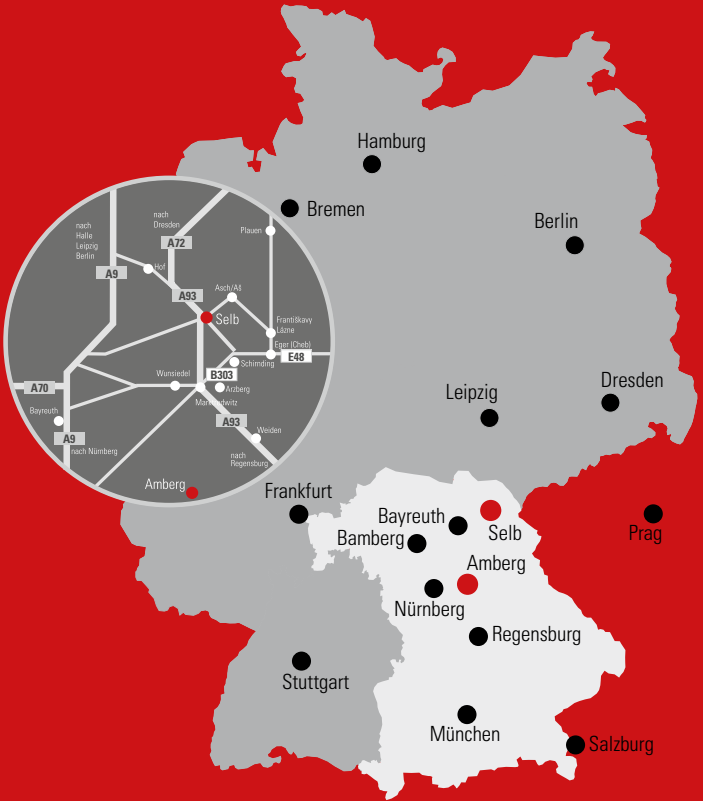 Hamburg
Bremen
Berlin
nach
Halle
Leipzig
Berlin
nach
Dresden
Plauen
A72
A9
Hof
A93
Asch/Aš
Selb
Františkavy
Lázne
Eger (Cheb)
E48
Schirnding
Wunsiedel
B303
A70
Arzberg
Marktredwitz
Bayreuth
A93
A9
Weiden
nach Nürnberg
nach
Regensburg
Amberg
Leipzig
Dresden
Frankfurt
Bayreuth
Selb
Prag
Bamberg
Amberg
Nürnberg
Regensburg
Stuttgart
München
Salzburg